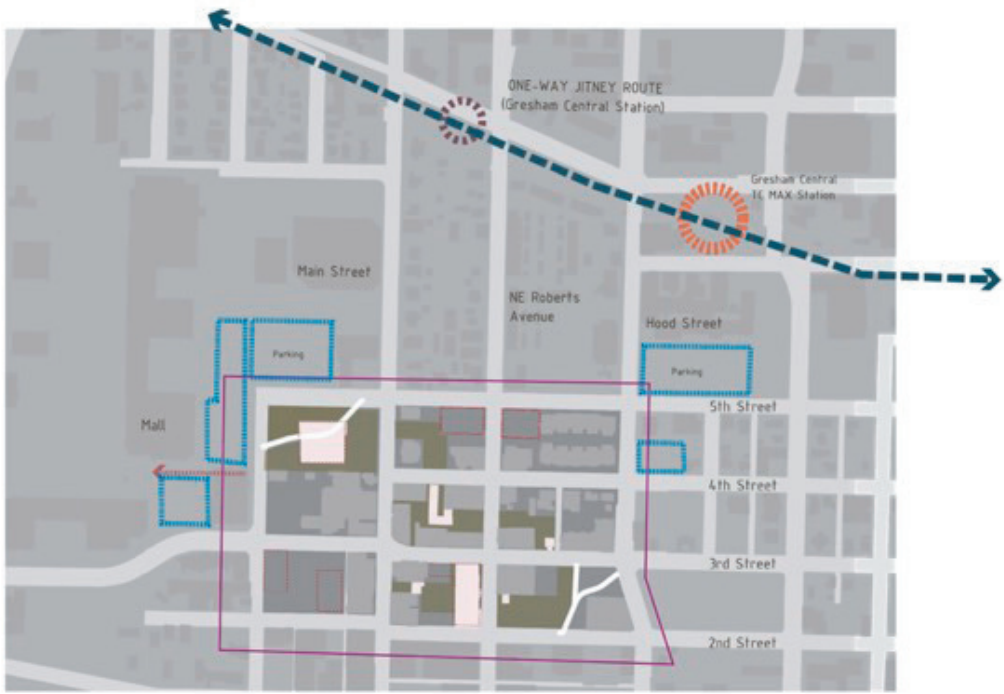 ONE-WAY JITNEY ROUTE
(Gresham Central Station)
Gresham Central
TC MAX Station
Main Street
NE Roberts
Avenue
Hood Street
Parking
Parking
5th Street
Mall
4th Street
3rd Street
2nd Street